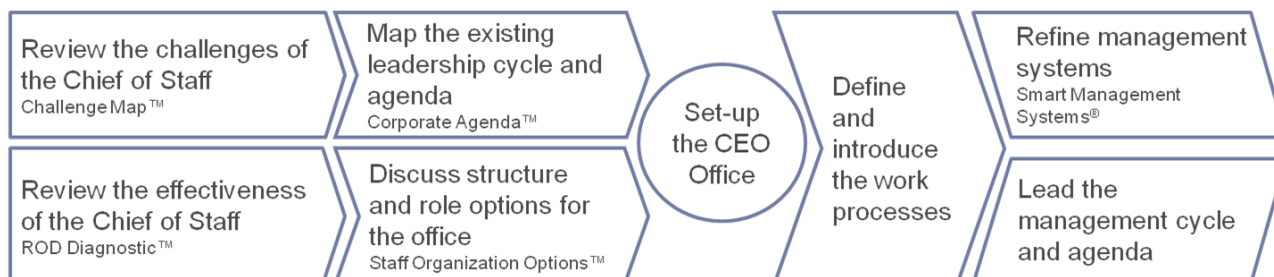 Review the challenges of
the Chief of Staff
Challenge Map™
Map the existing
leadership cycle and
agenda
Corporate Agenda™
Review the effectiveness
of the Chief of Staff
ROD Diagnostic™
Discuss structure
and role options for
the office
Staff Organization Options™
Set-up
the CEO
Office
Define
and
introduce
the work
processes
Refine management
systems
Smart Management
Systems®
Lead the
management cycle
and agenda